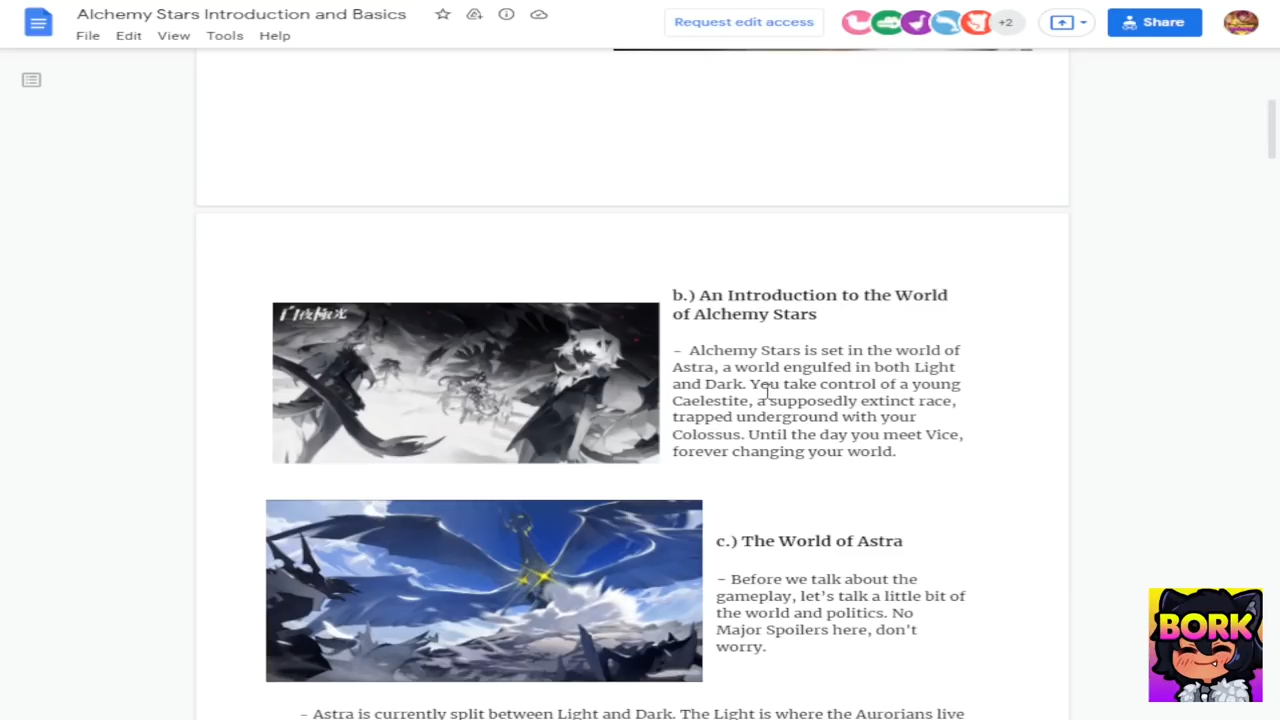 Alchemy Stars Introduction and Basics
File Edit View Tools Help
Request edit access
+2
Share
b.) An Introduction to the World
of Alchemy Stars
白夜極光
- Alchemy Stars is set in the world of
Astra, a world engulfed in both Light
and Dark. You take control of a young
Caelestite, a supposedly extinct race,
trapped underground with your
Colossus. Until the day you meet Vice,
forever changing your world.
c.) The World of Astra
- Before we talk about the
gameplay, let's talk a little bit of
the world and politics. No
Major Spoilers here, don't
worry.
BORK
- Astra is currently split between Light and Dark. The Light is where the Aurorians live